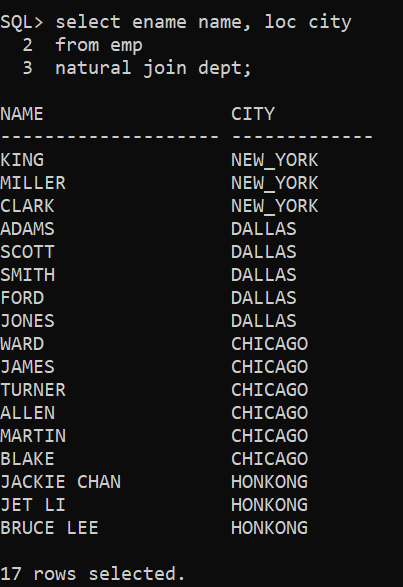 SQL> select ename name, loc city
  2  from emp
  3  natural join dept;

NAME                 CITY
-------------------- -------------
KING                 NEW_YORK
MILLER               NEW_YORK
CLARK                NEW_YORK
ADAMS                DALLAS
SCOTT                DALLAS
SMITH                DALLAS
FORD                 DALLAS
JONES                DALLAS
WARD                 CHICAGO
JAMES                CHICAGO
TURNER               CHICAGO
ALLEN                CHICAGO
MARTIN               CHICAGO
BLAKE                CHICAGO
JACKIE CHAN          HONKONG
JET LI               HONKONG
BRUCE LEE            HONKONG

17 rows selected.